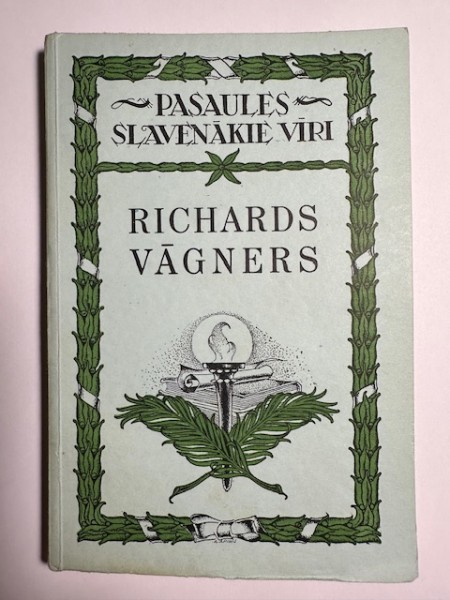 PASAULES
SLAVENĀKIE VĪRI
RICHARDS
VĀGNERS